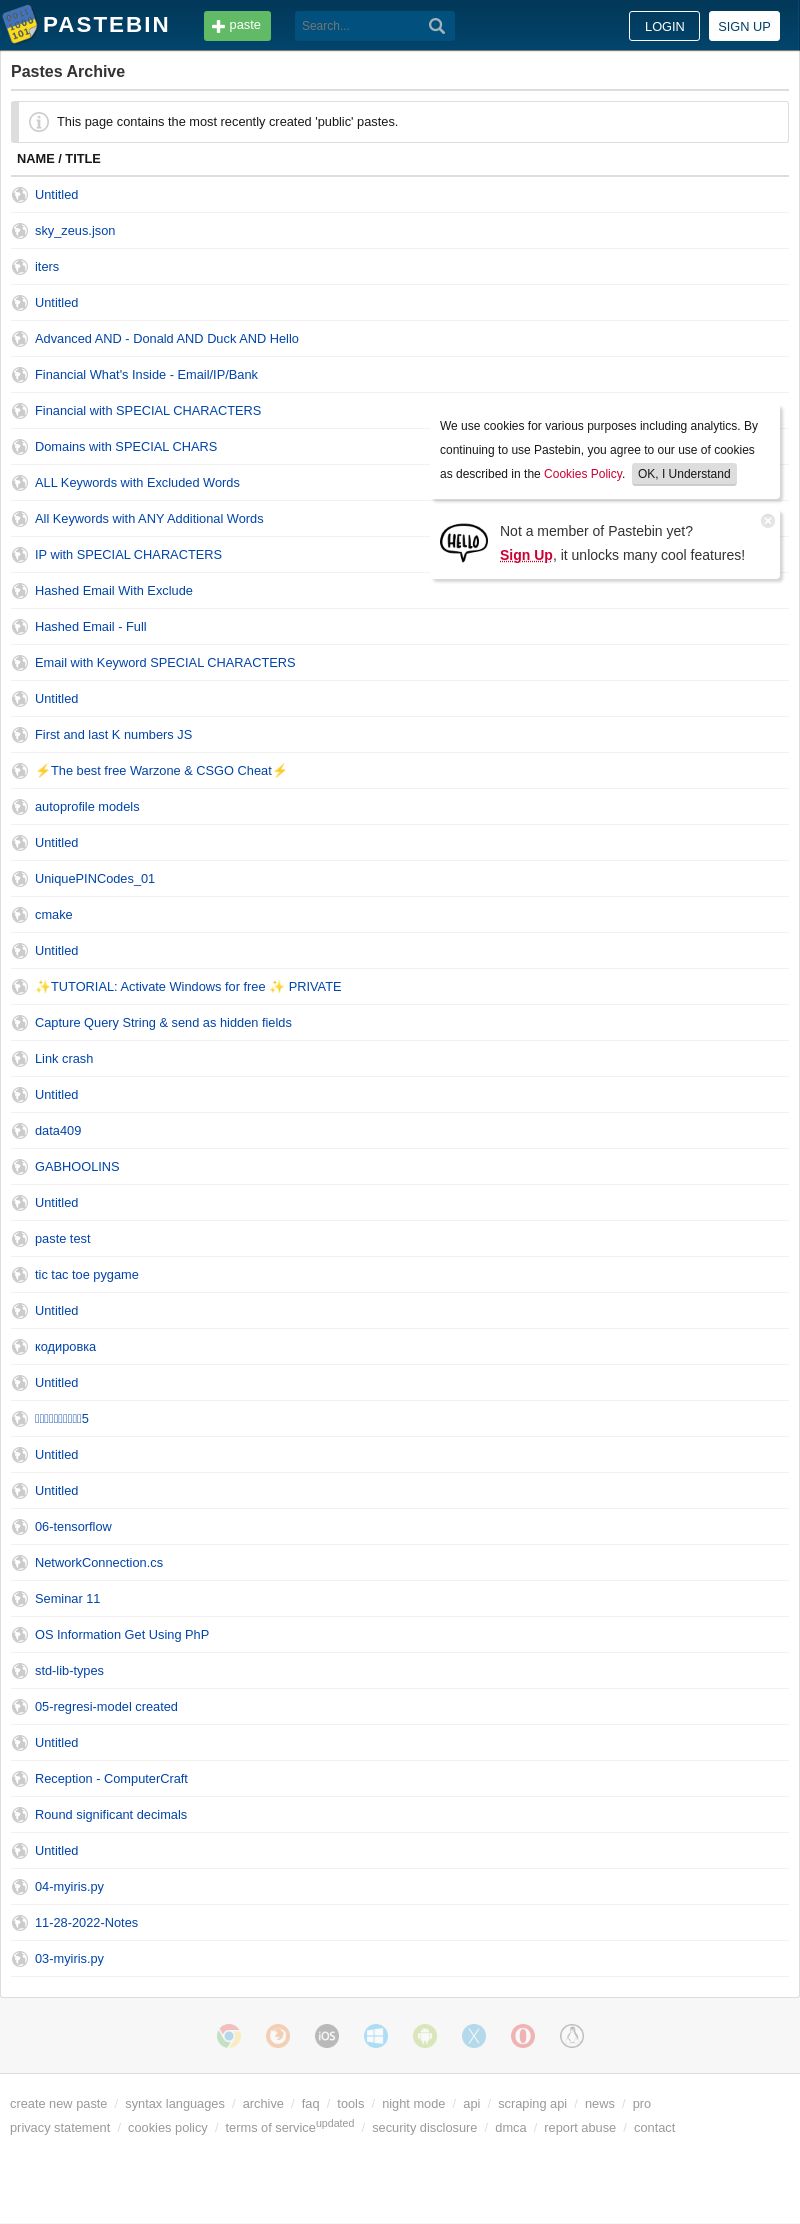 PASTEBIN
paste
Search...
LOGIN
SIGN UP
Pastes Archive
This page contains the most recently created 'public' pastes.
NAME / TITLE
Untitled
sky_zeus.json
iters
Untitled
Advanced AND - Donald AND Duck AND Hello
Financial What's Inside - Email/IP/Bank
Financial with SPECIAL CHARACTERS
Domains with SPECIAL CHARS
ALL Keywords with Excluded Words
All Keywords with ANY Additional Words
IP with SPECIAL CHARACTERS
Hashed Email With Exclude
Hashed Email - Full
Email with Keyword SPECIAL CHARACTERS
Untitled
First and last K numbers JS
⚡The best free Warzone & CSGO Cheat⚡
autoprofile models
Untitled
UniquePINCodes_01
cmake
Untitled
✨TUTORIAL: Activate Windows for free ✨ PRIVATE
Capture Query String & send as hidden fields
Link crash
Untitled
data409
GABHOOLINS
Untitled
paste test
tic tac toe pygame
Untitled
кодировка
Untitled
5
Untitled
Untitled
06-tensorflow
NetworkConnection.cs
Seminar 11
OS Information Get Using PhP
std-lib-types
05-regresi-model created
Untitled
Reception - ComputerCraft
Round significant decimals
Untitled
04-myiris.py
11-28-2022-Notes
03-myiris.py
We use cookies for various purposes including analytics. By
continuing to use Pastebin, you agree to our use of cookies
as described in the Cookies Policy. OK, I Understand
HELLO
Not a member of Pastebin yet?
Sign Up, it unlocks many cool features!
iOS
create new paste / syntax languages / archive / faq / tools / night mode / api / scraping api / news / pro
privacy statement / cookies policy / terms of serviceupdated / security disclosure / dmca / report abuse / contact